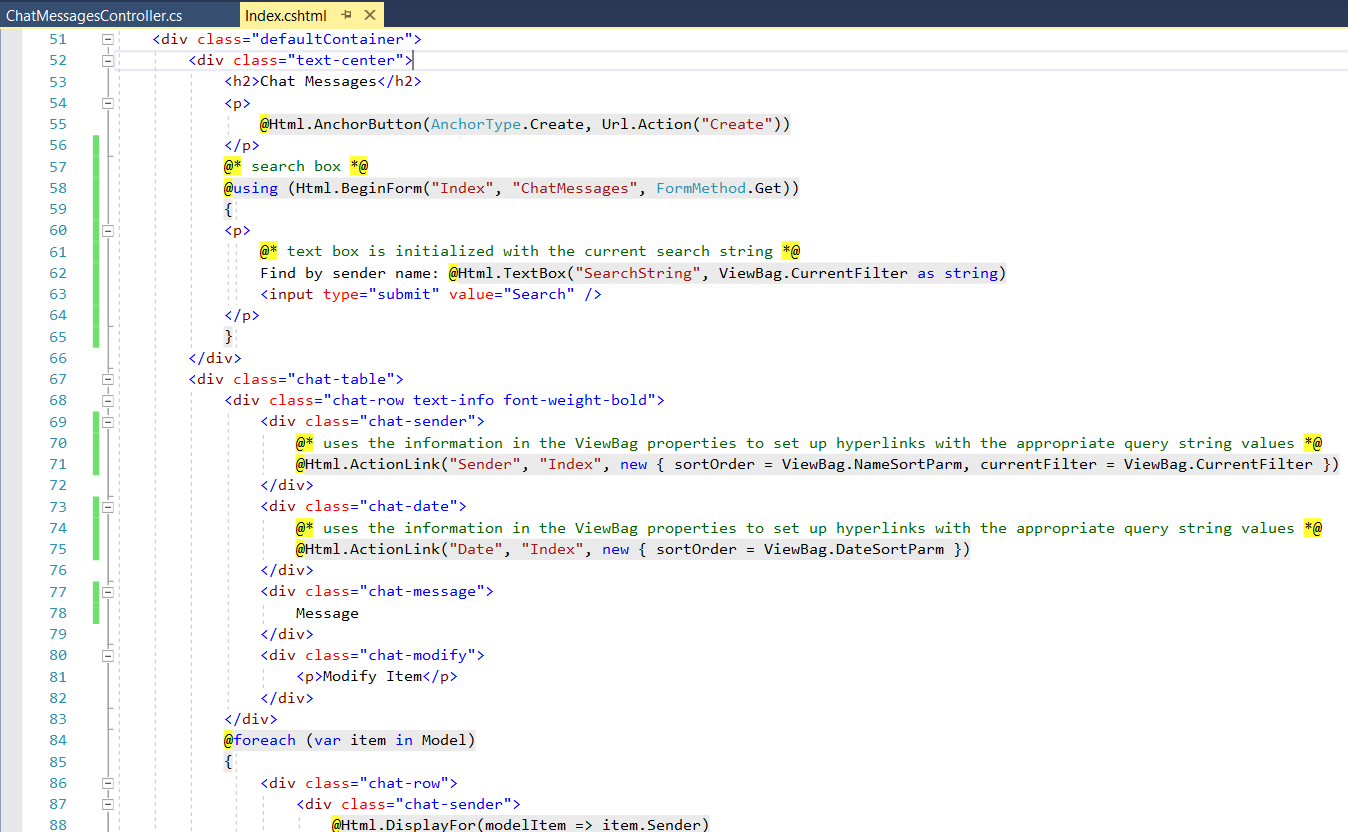 ChatMessagesController.cs Index.cshtml
51 <div class="defaultContainer">
52 <div class="text-center">
53 <h2>Chat Messages</h2>
54 <p>
55 @Html.AnchorButton(AnchorType.Create, Url.Action("Create"))
56 </p>
57 @* search box *@
58 @using (Html.BeginForm("Index", "ChatMessages", FormMethod.Get))
59 {
60 <p>
61 @* text box is initialized with the current search string *@
62 Find by sender name: @Html.TextBox("SearchString", ViewBag.CurrentFilter as string)
63 <input type="submit" value="Search" />
64 </p>
65 }
66 </div>
67 <div class="chat-table">
68 <div class="chat-row text-info font-weight-bold">
69 <div class="chat-sender">
70 @* uses the information in the ViewBag properties to set up hyperlinks with the appropriate query string values *@
71 @Html.ActionLink("Sender", "Index", new { sortOrder = ViewBag.NameSortParm, currentFilter = ViewBag.CurrentFilter })
72 </div>
73 <div class="chat-date">
74 @* uses the information in the ViewBag properties to set up hyperlinks with the appropriate query string values *@
75 @Html.ActionLink("Date", "Index", new { sortOrder = ViewBag.DateSortParm })
76 </div>
77 <div class="chat-message">
78 Message
79 </div>
80 <div class="chat-modify">
81 <p>Modify Item</p>
82 </div>
83 </div>
84 @foreach (var item in Model)
85 {
86 <div class="chat-row">
87 <div class="chat-sender">
88 @Html.DisplayFor(modelItem => item.Sender)